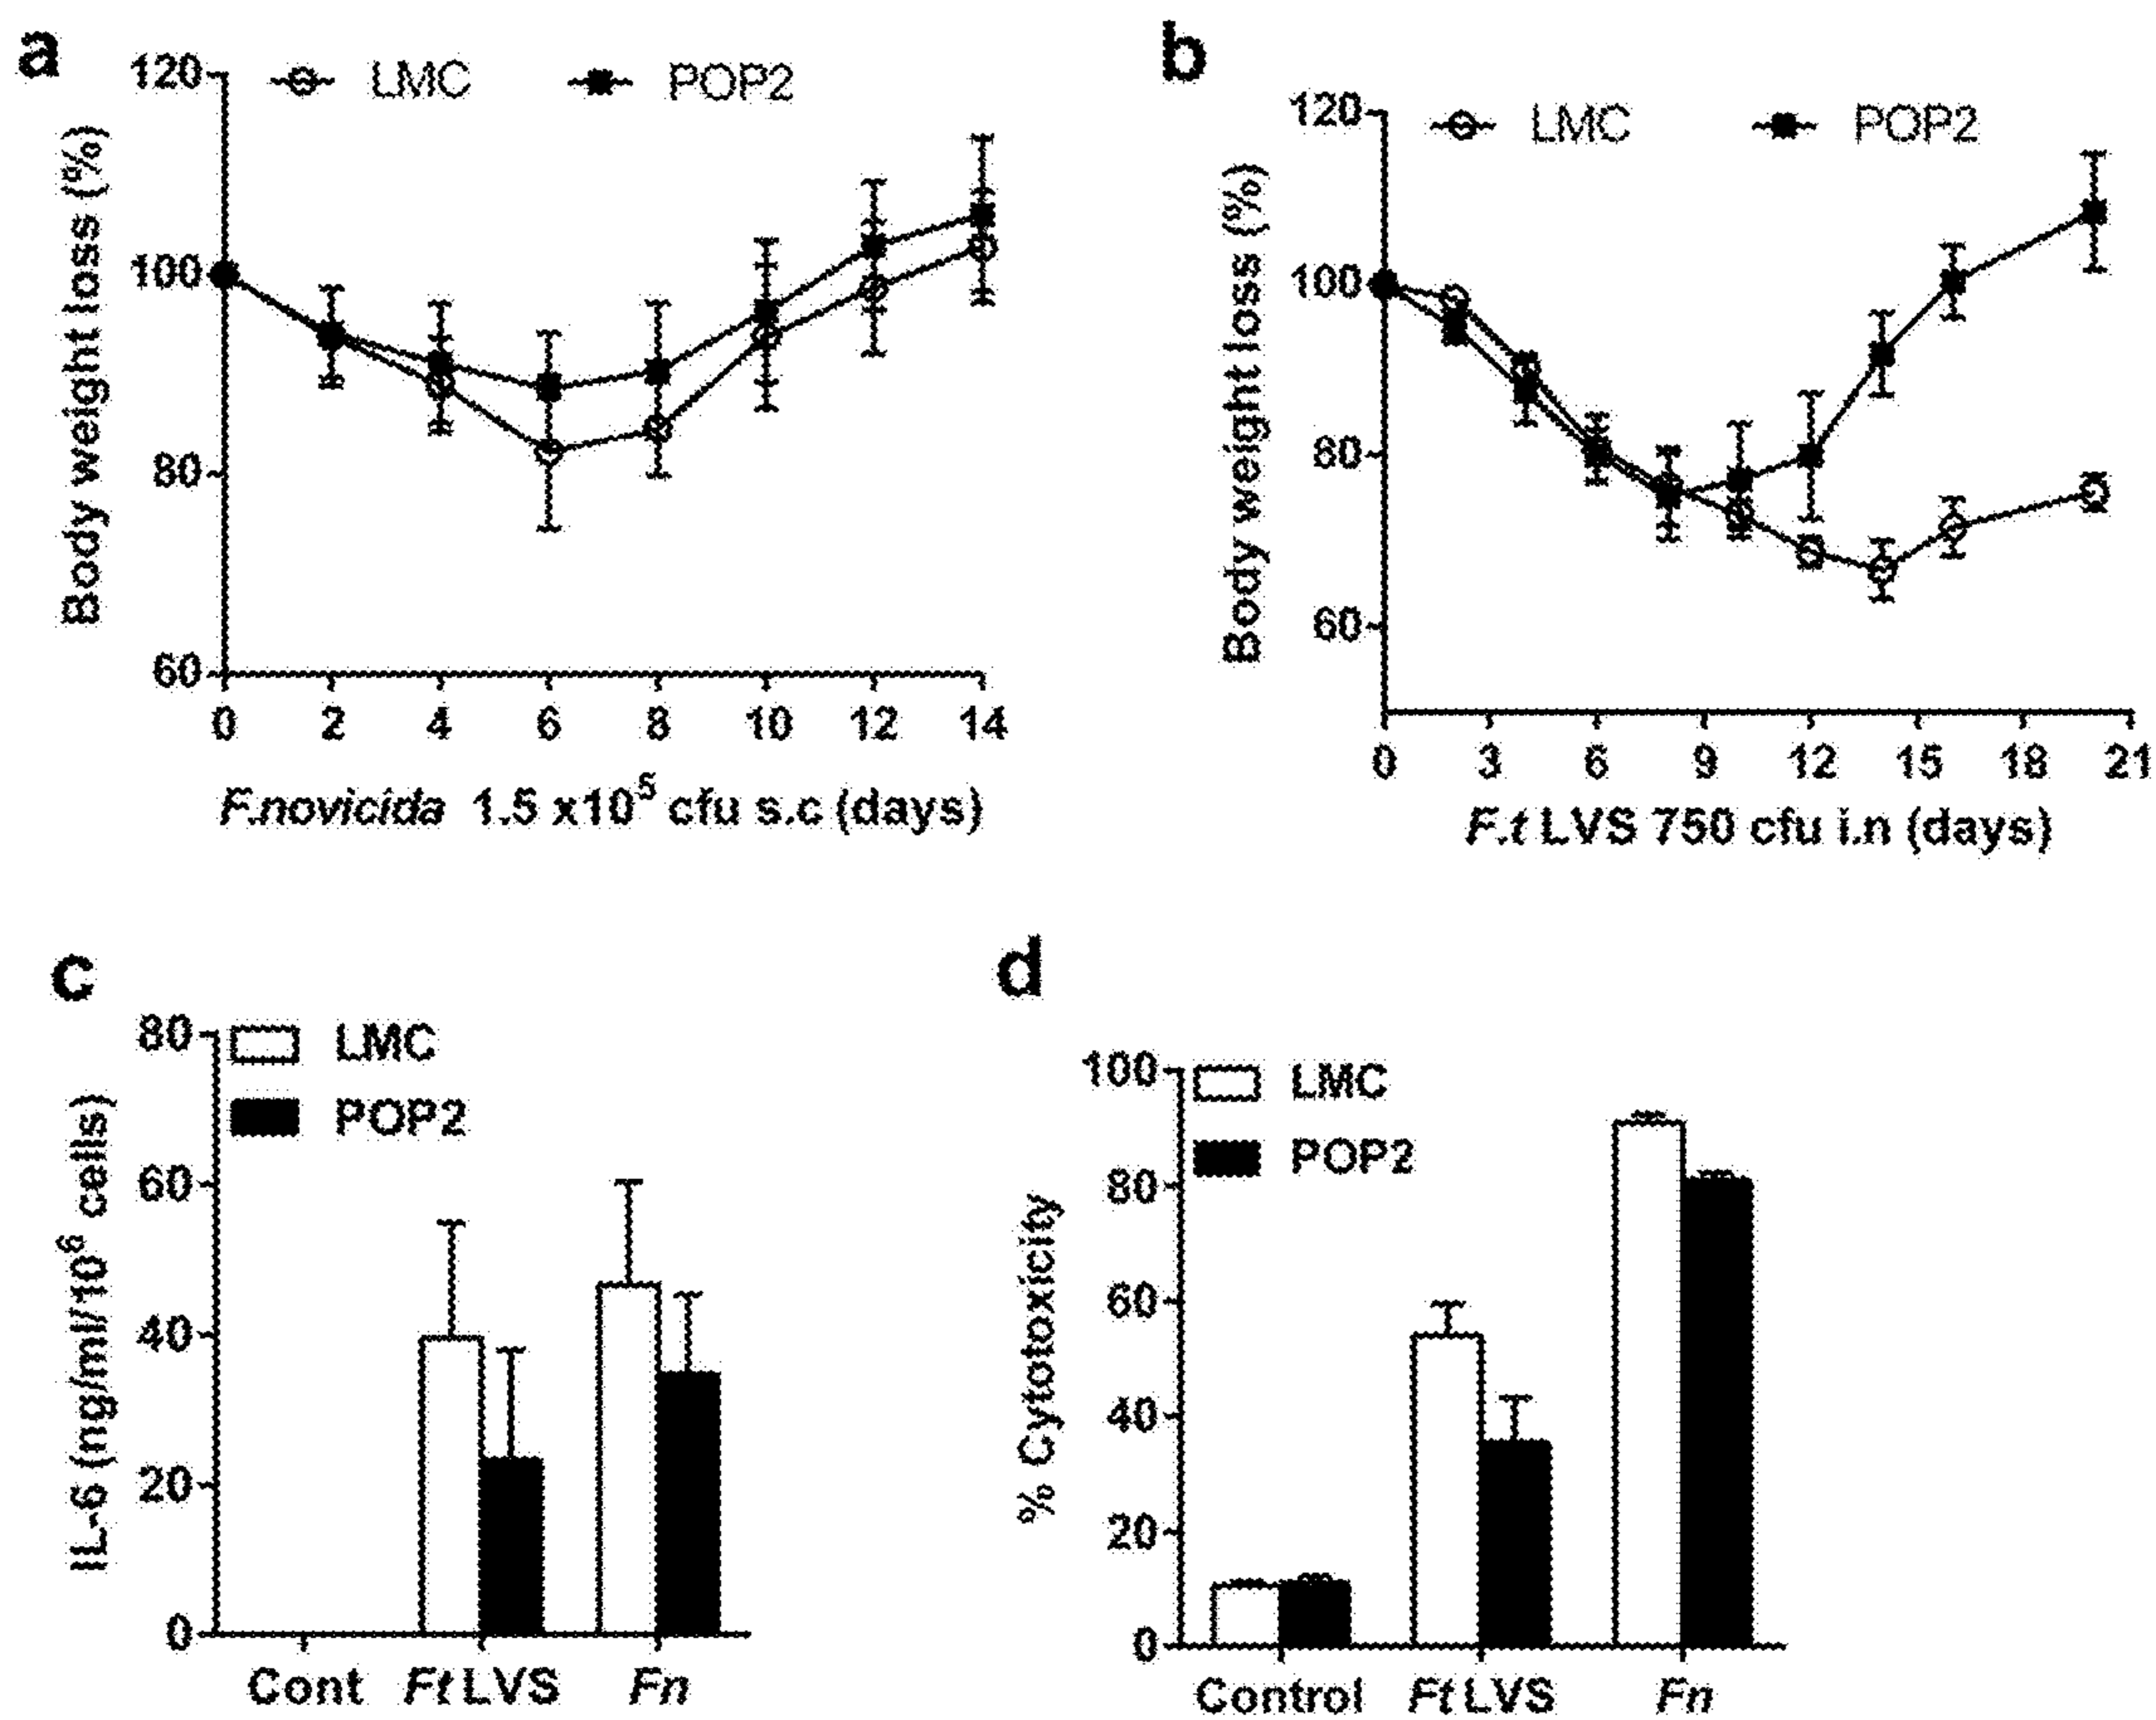 a
LMC POP2
Body weight loss (%)
120
100
80
60
0 2 4 6 8 10 12 14
F.novicida 1.5 x10⁵ cfu s.c (days)
b
LMC POP2
Body weight loss (%)
120
100
80
60
0 3 6 9 12 15 18 21
F.t LVS 750 cfu i.n (days)
c
LMC
POP2
IL-6 (ng/ml/10⁶ cells)
80
60
40
20
0
Cont Ft LVS Fn
d
LMC
POP2
% Cytotoxicity
100
80
60
40
20
0
Control Ft LVS Fn